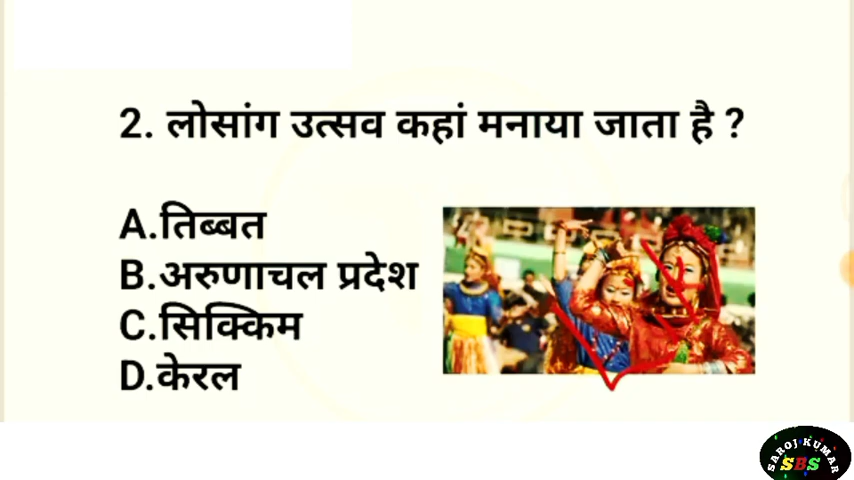 2. लोसांग उत्सव कहां मनाया जाता है ?
A.तिब्बत
B.अरुणाचल प्रदेश
C.सिक्किम
D.केरल
SAROJ KUMAR
SBS